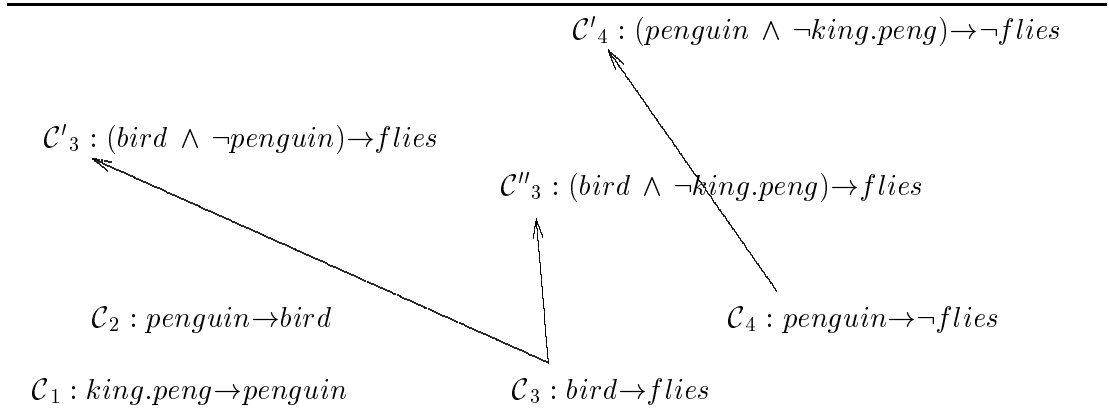 𝒞′₄ : (penguin ∧ ¬king.peng)→¬flies
𝒞′₃ : (bird ∧ ¬penguin)→flies
𝒞″₃ : (bird ∧ ¬king.peng)→flies
𝒞₂ : penguin→bird
𝒞₄ : penguin→¬flies
𝒞₁ : king.peng→penguin
𝒞₃ : bird→flies